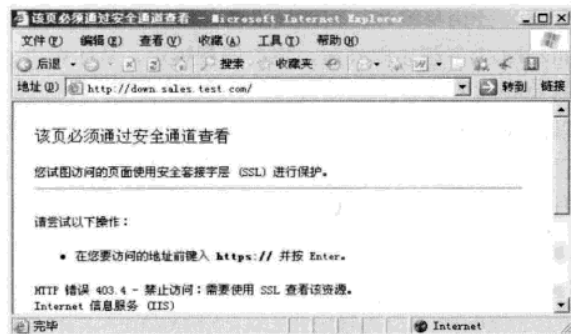 该页必须通过安全通道查看 - Microsoft Internet Explorer
文件(F) 编辑(E) 查看(V) 收藏(A) 工具(T) 帮助(H)
后退 搜索 收藏夹
地址(D) http://down.sales.test.com/ 转到 链接
该页必须通过安全通道查看
您试图访问的页面使用安全套接字层 (SSL) 进行保护。
请尝试以下操作：
• 在您要访问的地址前键入 https:// 并按 Enter。
HTTP 错误 403.4 - 禁止访问：需要使用 SSL 查看该资源。
Internet 信息服务 (IIS)
完毕 Internet